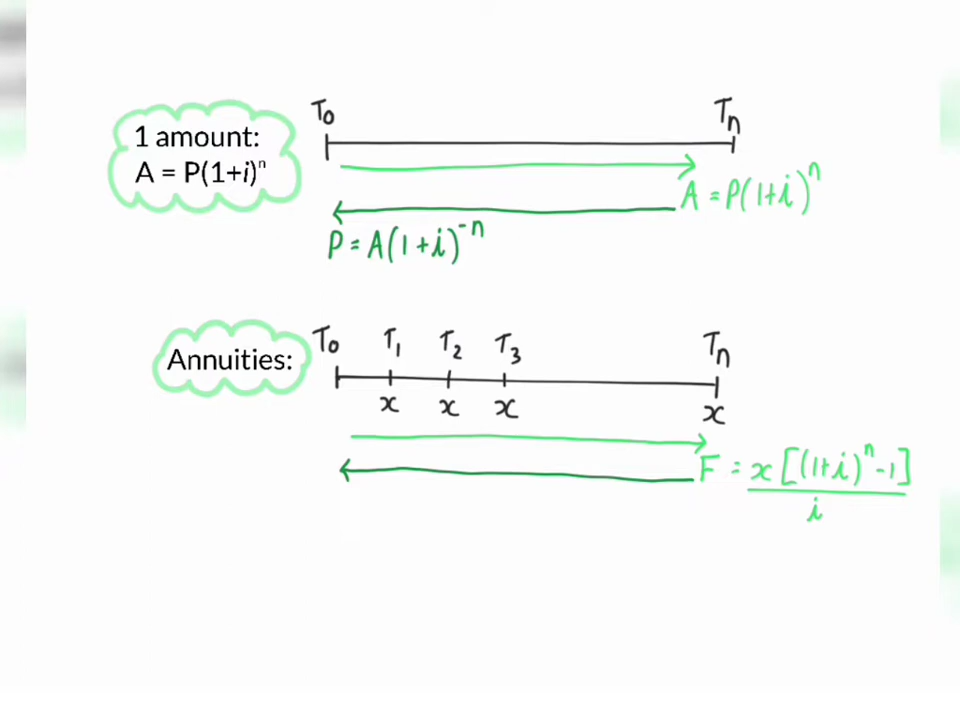 1 amount:
A = P(1+i)ⁿ
T₀ Tₙ
A = P(1+i)ⁿ
P = A(1+i)⁻ⁿ
Annuities:
T₀ T₁ T₂ T₃ Tₙ
x x x x
F = x[(1+i)ⁿ-1]
i